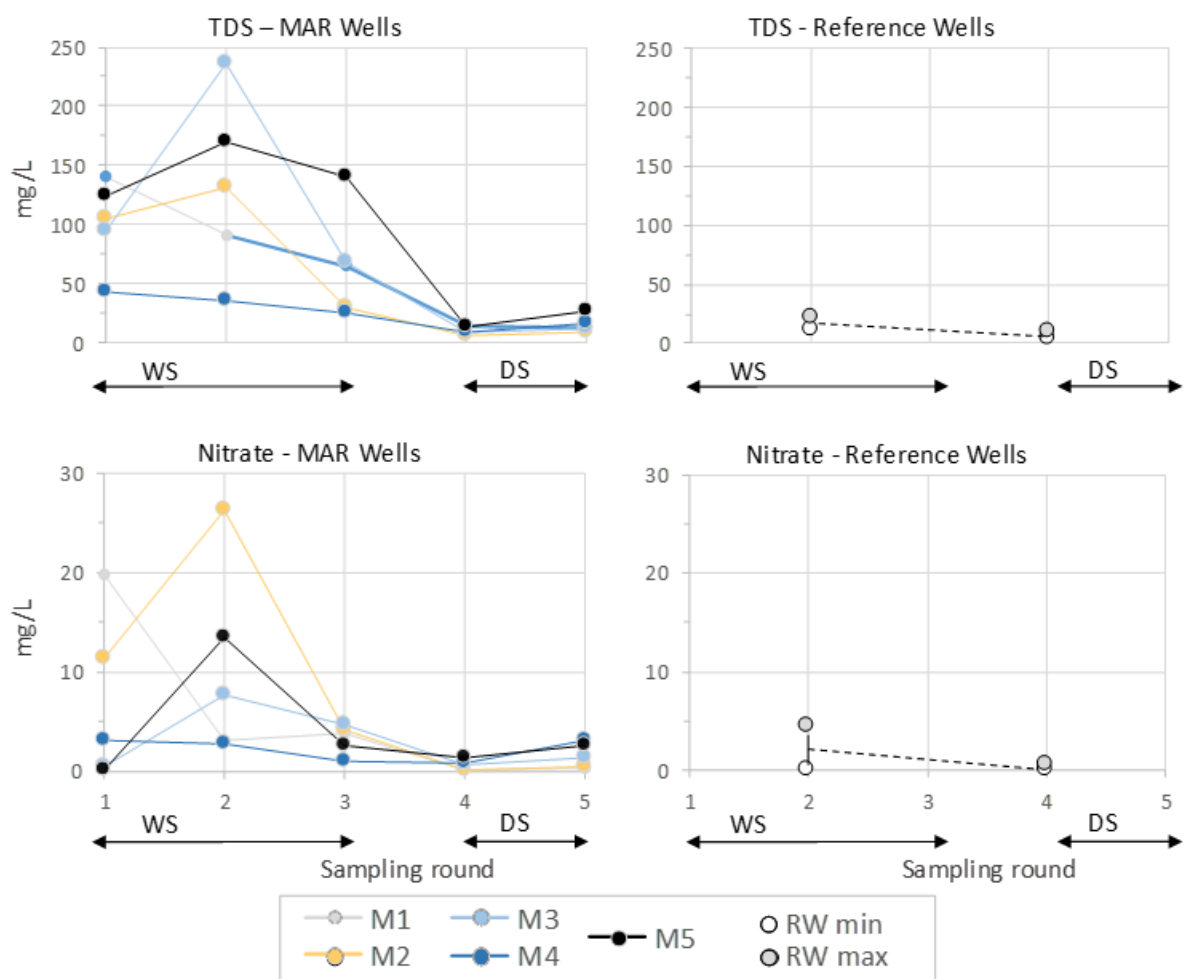 TDS – MAR Wells
TDS - Reference Wells
250
200
150
100
50
0
mg/L
250
200
150
100
50
0
WS
DS
WS
DS
Nitrate - MAR Wells
Nitrate - Reference Wells
30
20
10
0
mg/L
30
20
10
0
1 2 3 4 5
1 2 3 4 5
WS
DS
WS
DS
Sampling round
Sampling round
M1
M3
M5
RW min
M2
M4
RW max